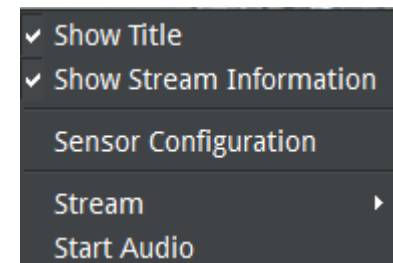 Show Title
Show Stream Information
Sensor Configuration
Stream
Start Audio